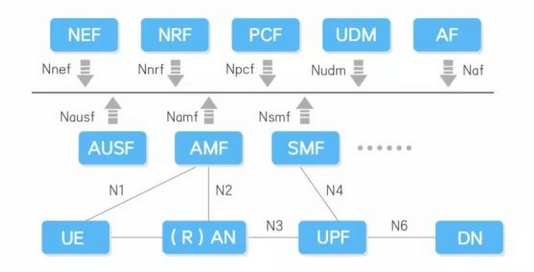 NEF NRF PCF UDM AF
Nnef Nnrf Npcf Nudm Naf
Nausf Namf Nsmf
AUSF AMF SMF ······
N1 N2 N4
N3 N6
UE (R) AN UPF DN